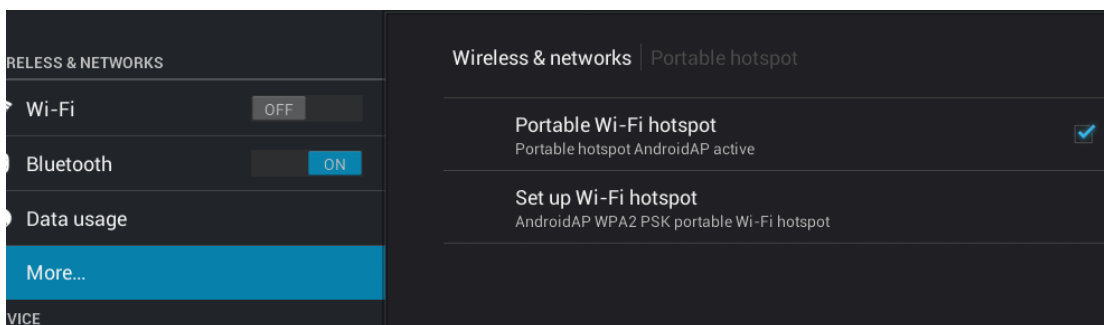 RELESS & NETWORKS
Wi-Fi
OFF
Bluetooth
ON
Data usage
More...
VICE
Wireless & networks
Portable hotspot
Portable Wi-Fi hotspot
Portable hotspot AndroidAP active
Set up Wi-Fi hotspot
AndroidAP WPA2 PSK portable Wi-Fi hotspot